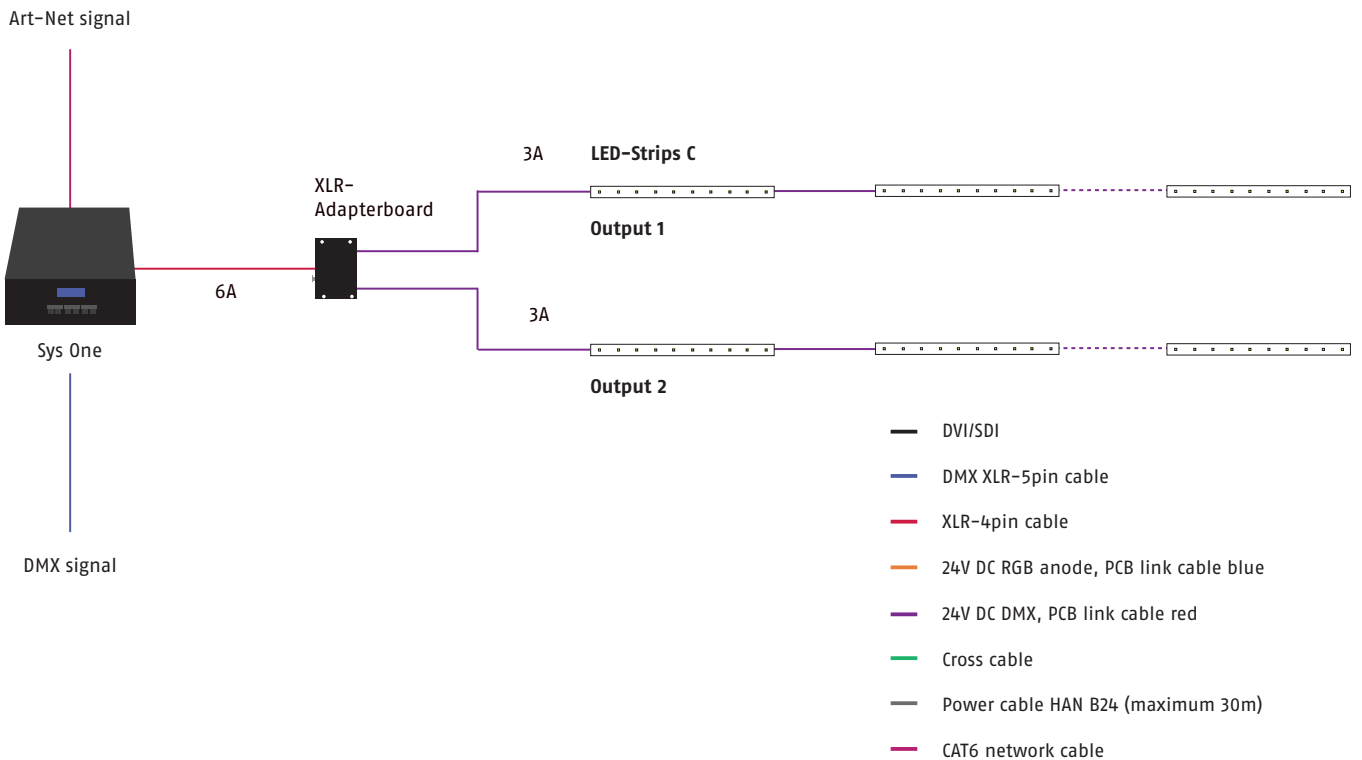 Art-Net signal
3A
LED-Strips C
XLR-
Adapterboard
Output 1
6A
3A
Sys One
Output 2
DVI/SDI
DMX XLR-5pin cable
XLR-4pin cable
24V DC RGB anode, PCB link cable blue
DMX signal
24V DC DMX, PCB link cable red
Cross cable
Power cable HAN B24 (maximum 30m)
CAT6 network cable